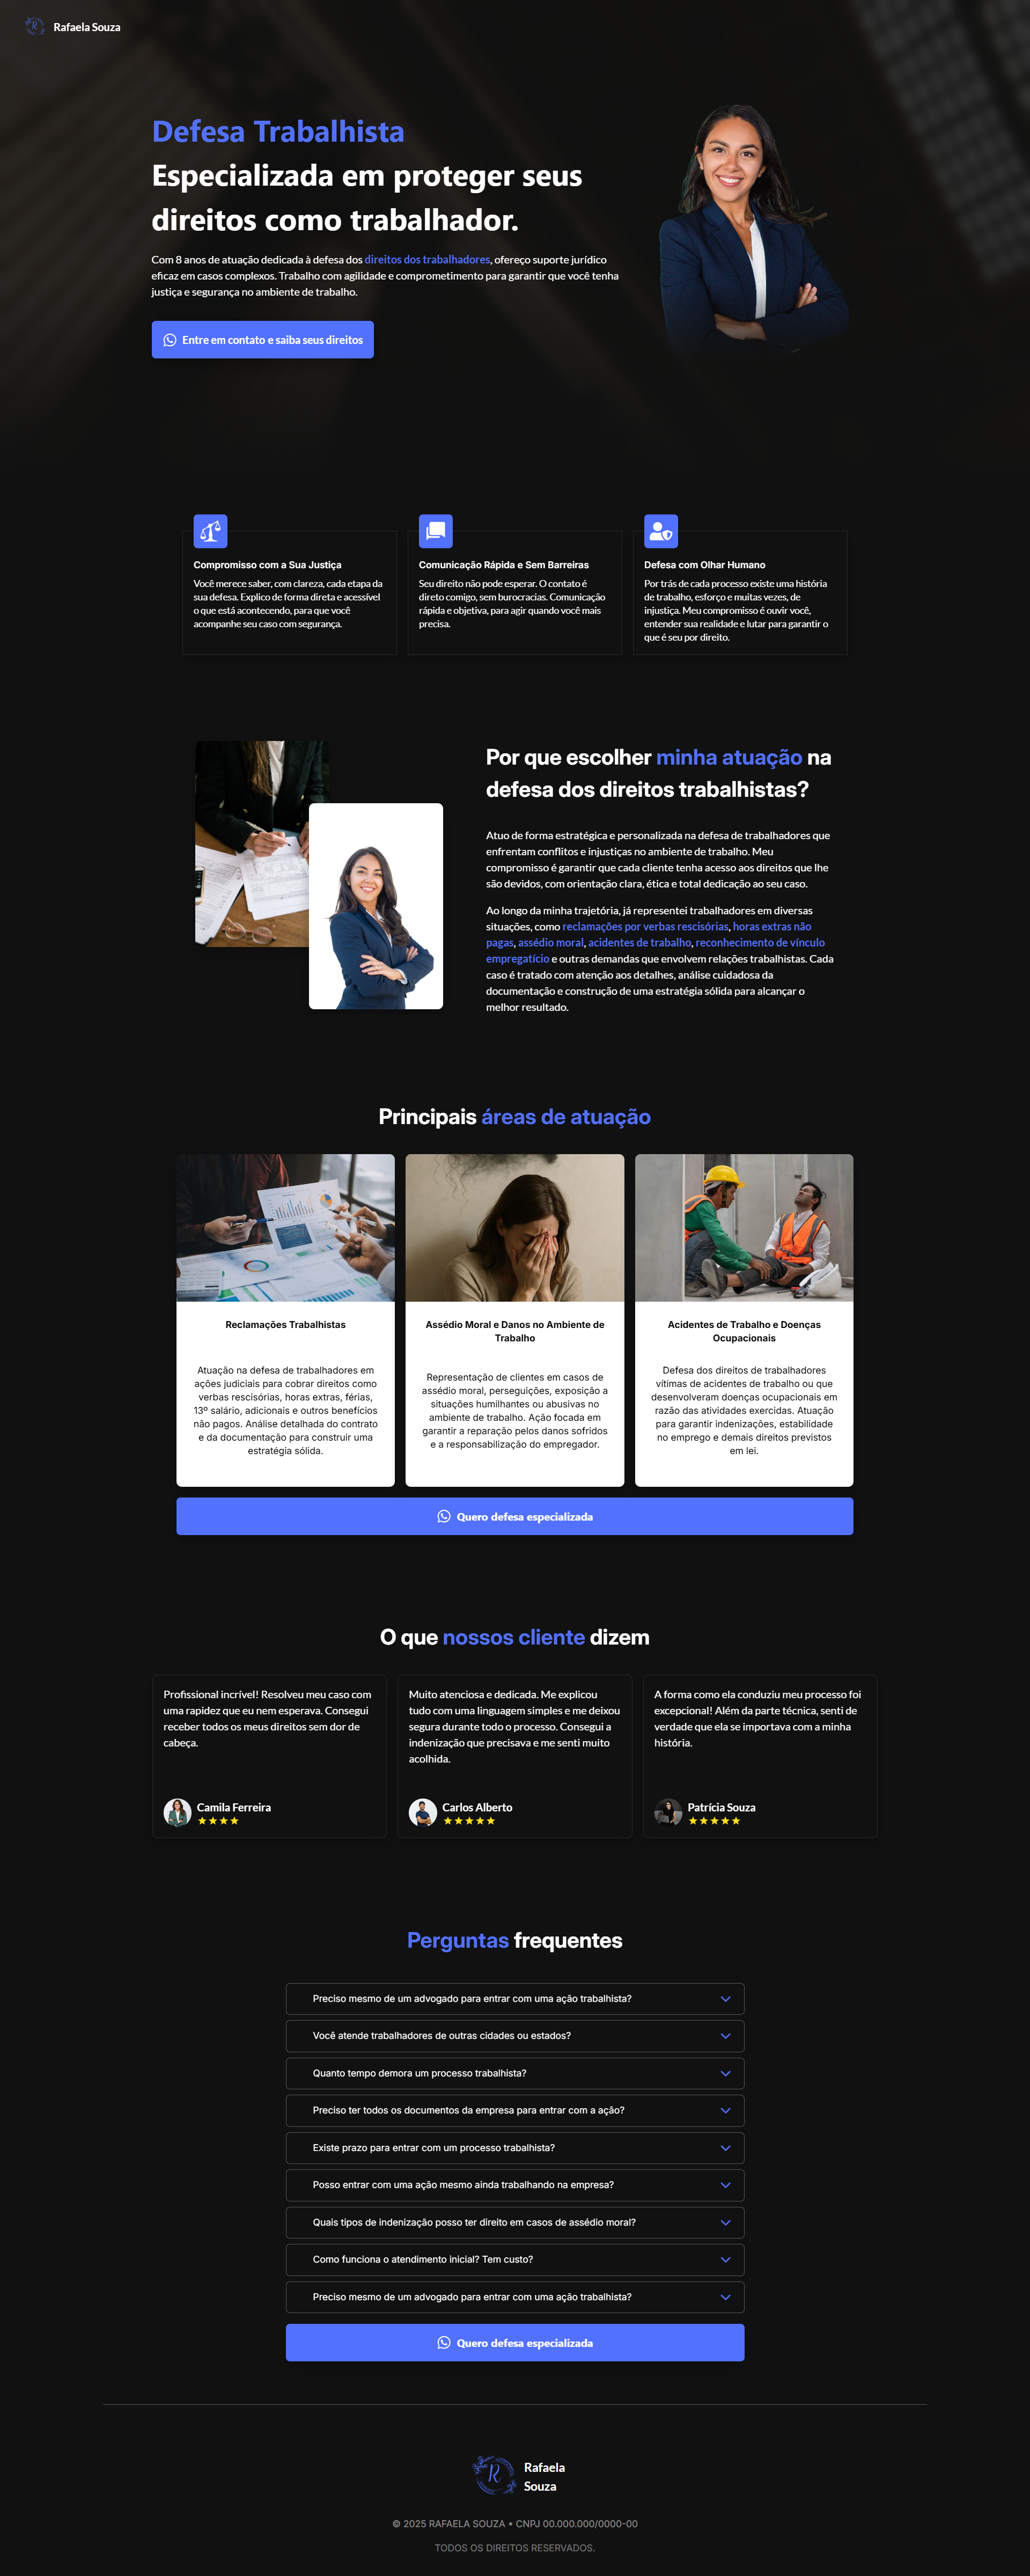 Rafaela Souza
Defesa Trabalhista
Especializada em proteger seus
direitos como trabalhador.
Com 8 anos de atuação dedicada à defesa dos direitos dos trabalhadores, ofereço suporte jurídico
eficaz em casos complexos. Trabalho com agilidade e comprometimento para garantir que você tenha
justiça e segurança no ambiente de trabalho.
Entre em contato e saiba seus direitos
Compromisso com a Sua Justiça
Você merece saber, com clareza, cada etapa da
sua defesa. Explico de forma direta e acessível
o que está acontecendo, para que você
acompanhe seu caso com segurança.
Comunicação Rápida e Sem Barreiras
Seu direito não pode esperar. O contato é
direto comigo, sem burocracias. Comunicação
rápida e objetiva, para agir quando você mais
precisa.
Defesa com Olhar Humano
Por trás de cada processo existe uma história
de trabalho, esforço e muitas vezes, de
injustiça. Meu compromisso é ouvir você,
entender sua realidade e lutar para garantir o
que é seu por direito.
Por que escolher minha atuação na
defesa dos direitos trabalhistas?
Atuo de forma estratégica e personalizada na defesa de trabalhadores que
enfrentam conflitos e injustiças no ambiente de trabalho. Meu
compromisso é garantir que cada cliente tenha acesso aos direitos que lhe
são devidos, com orientação clara, ética e total dedicação ao seu caso.
Ao longo da minha trajetória, já representei trabalhadores em diversas
situações, como reclamações por verbas rescisórias, horas extras não
pagas, assédio moral, acidentes de trabalho, reconhecimento de vínculo
empregatício e outras demandas que envolvem relações trabalhistas. Cada
caso é tratado com atenção aos detalhes, análise cuidadosa da
documentação e construção de uma estratégia sólida para alcançar o
melhor resultado.
Principais áreas de atuação
Reclamações Trabalhistas
Atuação na defesa de trabalhadores em
ações judiciais para cobrar direitos como
verbas rescisórias, horas extras, férias,
13º salário, adicionais e outros benefícios
não pagos. Análise detalhada do contrato
e da documentação para construir uma
estratégia sólida.
Assédio Moral e Danos no Ambiente de
Trabalho
Representação de clientes em casos de
assédio moral, perseguições, exposição a
situações humilhantes ou abusivas no
ambiente de trabalho. Ação focada em
garantir a reparação pelos danos sofridos
e a responsabilização do empregador.
Acidentes de Trabalho e Doenças
Ocupacionais
Defesa dos direitos de trabalhadores
vítimas de acidentes de trabalho ou que
desenvolveram doenças ocupacionais em
razão das atividades exercidas. Atuação
para garantir indenizações, estabilidade
no emprego e demais direitos previstos
em lei.
Quero defesa especializada
O que nossos cliente dizem
Profissional incrível! Resolveu meu caso com
uma rapidez que eu nem esperava. Consegui
receber todos os meus direitos sem dor de
cabeça.
Camila Ferreira
Muito atenciosa e dedicada. Me explicou
tudo com uma linguagem simples e me deixou
segura durante todo o processo. Consegui a
indenização que precisava e me senti muito
acolhida.
Carlos Alberto
A forma como ela conduziu meu processo foi
excepcional! Além da parte técnica, senti de
verdade que ela se importava com a minha
história.
Patrícia Souza
Perguntas frequentes
Preciso mesmo de um advogado para entrar com uma ação trabalhista?
Você atende trabalhadores de outras cidades ou estados?
Quanto tempo demora um processo trabalhista?
Preciso ter todos os documentos da empresa para entrar com a ação?
Existe prazo para entrar com um processo trabalhista?
Posso entrar com uma ação mesmo ainda trabalhando na empresa?
Quais tipos de indenização posso ter direito em casos de assédio moral?
Como funciona o atendimento inicial? Tem custo?
Preciso mesmo de um advogado para entrar com uma ação trabalhista?
Quero defesa especializada
R
Rafaela
Souza
© 2025 RAFAELA SOUZA • CNPJ 00.000.000/0000-00
TODOS OS DIREITOS RESERVADOS.